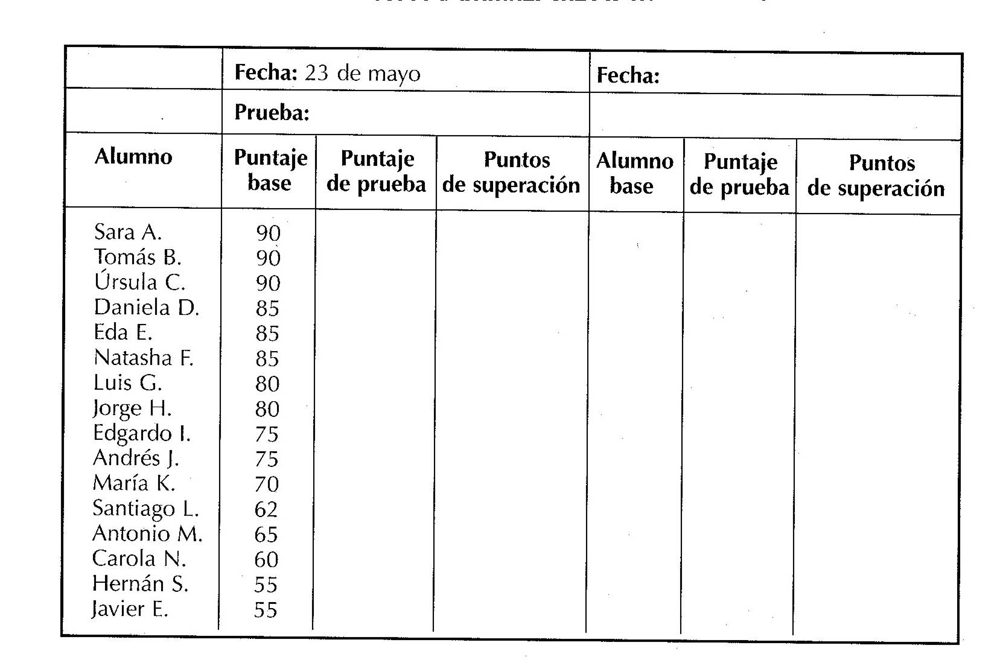 Fecha: 23 de mayo Fecha:
Prueba:
Alumno Puntaje base Puntaje de prueba Puntos de superación Alumno base Puntaje de prueba Puntos de superación
Sara A. 90
Tomás B. 90
Úrsula C. 90
Daniela D. 85
Eda E. 85
Natasha F. 85
Luis G. 80
Jorge H. 80
Edgardo I. 75
Andrés J. 75
María K. 70
Santiago L. 62
Antonio M. 65
Carola N. 60
Hernán S. 55
Javier E. 55